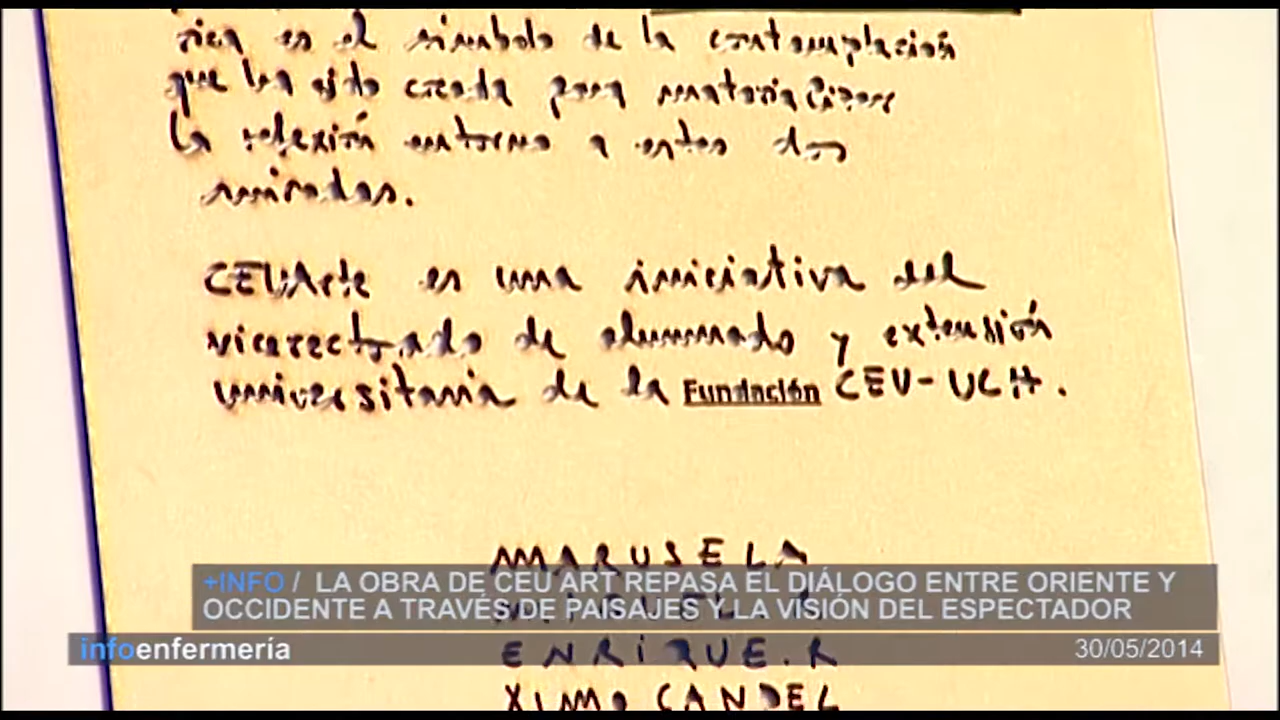 es el símbolo de la contemplación
que ha sido creada para materializar
la reflexión entorno a estas dos
miradas.
CEUArte es una iniciativa del
vicerectrado de alumnado y extensión
universitaria de la Fundación CEU-UCH.
MARUSELA
+INFO / LA OBRA DE CEU ART REPASA EL DIÁLOGO ENTRE ORIENTE Y
OCCIDENTE A TRAVÉS DE PAISAJES Y LA VISIÓN DEL ESPECTADOR
infoenfermería 30/05/2014
ENRIQUE.R
XIMO CANDEL